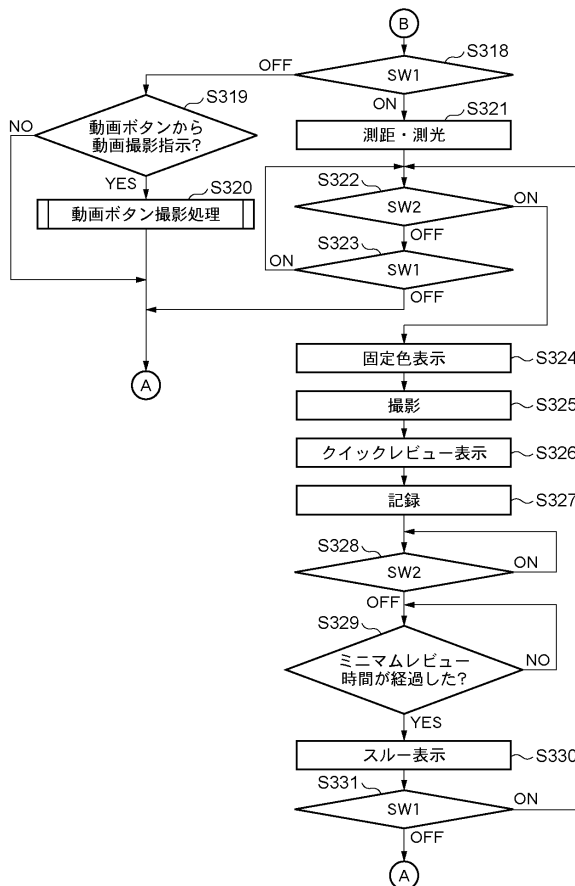 B
S318
SW1
OFF
ON
S319
動画ボタンから
動画撮影指示?
NO
YES
S320
動画ボタン撮影処理
S321
測距・測光
S322
SW2
ON
OFF
S323
SW1
ON
OFF
A
固定色表示
S324
撮影
S325
クイックレビュー表示
S326
記録
S327
S328
SW2
ON
OFF
S329
ミニマムレビュー
時間が経過した?
NO
YES
スルー表示
S330
S331
SW1
ON
OFF
A